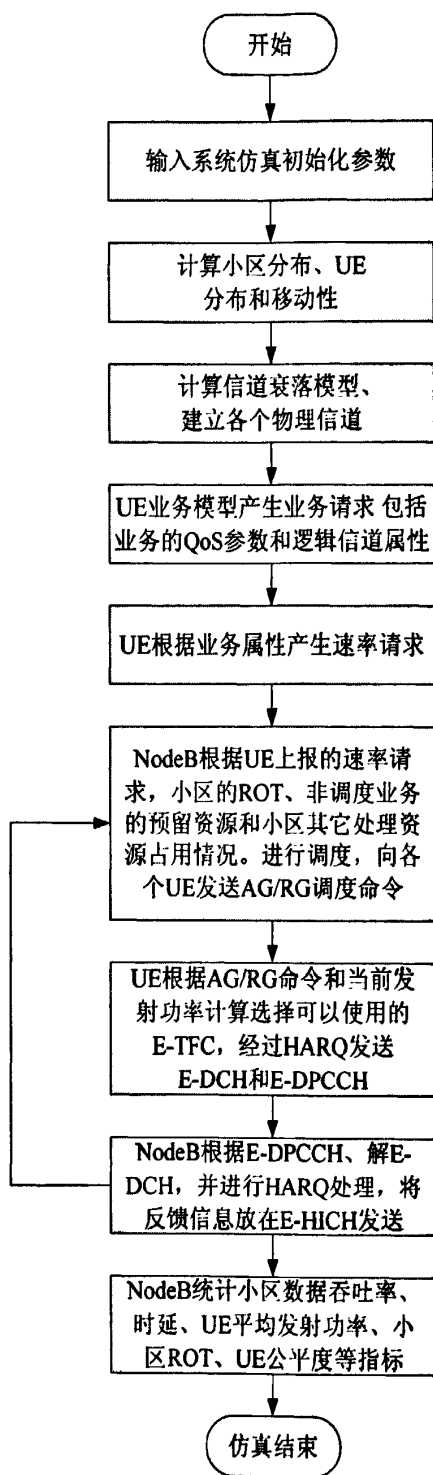 开始
输入系统仿真初始化参数
计算小区分布、UE
分布和移动性
计算信道衰落模型、
建立各个物理信道
UE业务模型产生业务请求 包括
业务的QoS参数和逻辑信道属性
UE根据业务属性产生速率请求
NodeB根据UE上报的速率请
求，小区的ROT、非调度业务
的预留资源和小区其它处理资
源占用情况。进行调度，向各
个UE发送AG/RG调度命令
UE根据AG/RG命令和当前发
射功率计算选择可以使用的
E-TFC，经过HARQ发送
E-DCH和E-DPCCH
NodeB根据E-DPCCH、解E-
DCH，并进行HARQ处理，将
反馈信息放在E-HICH发送
NodeB统计小区数据吞吐率、
时延、UE平均发射功率、小
区ROT、UE公平度等指标
仿真结束